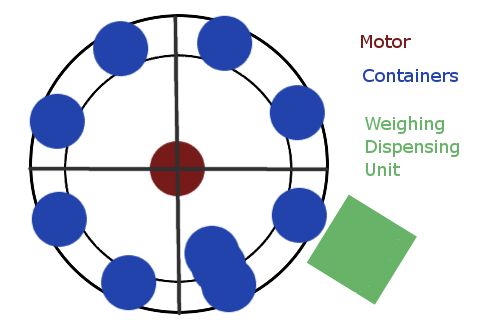 Motor
Containers
Weighing
Dispensing
Unit